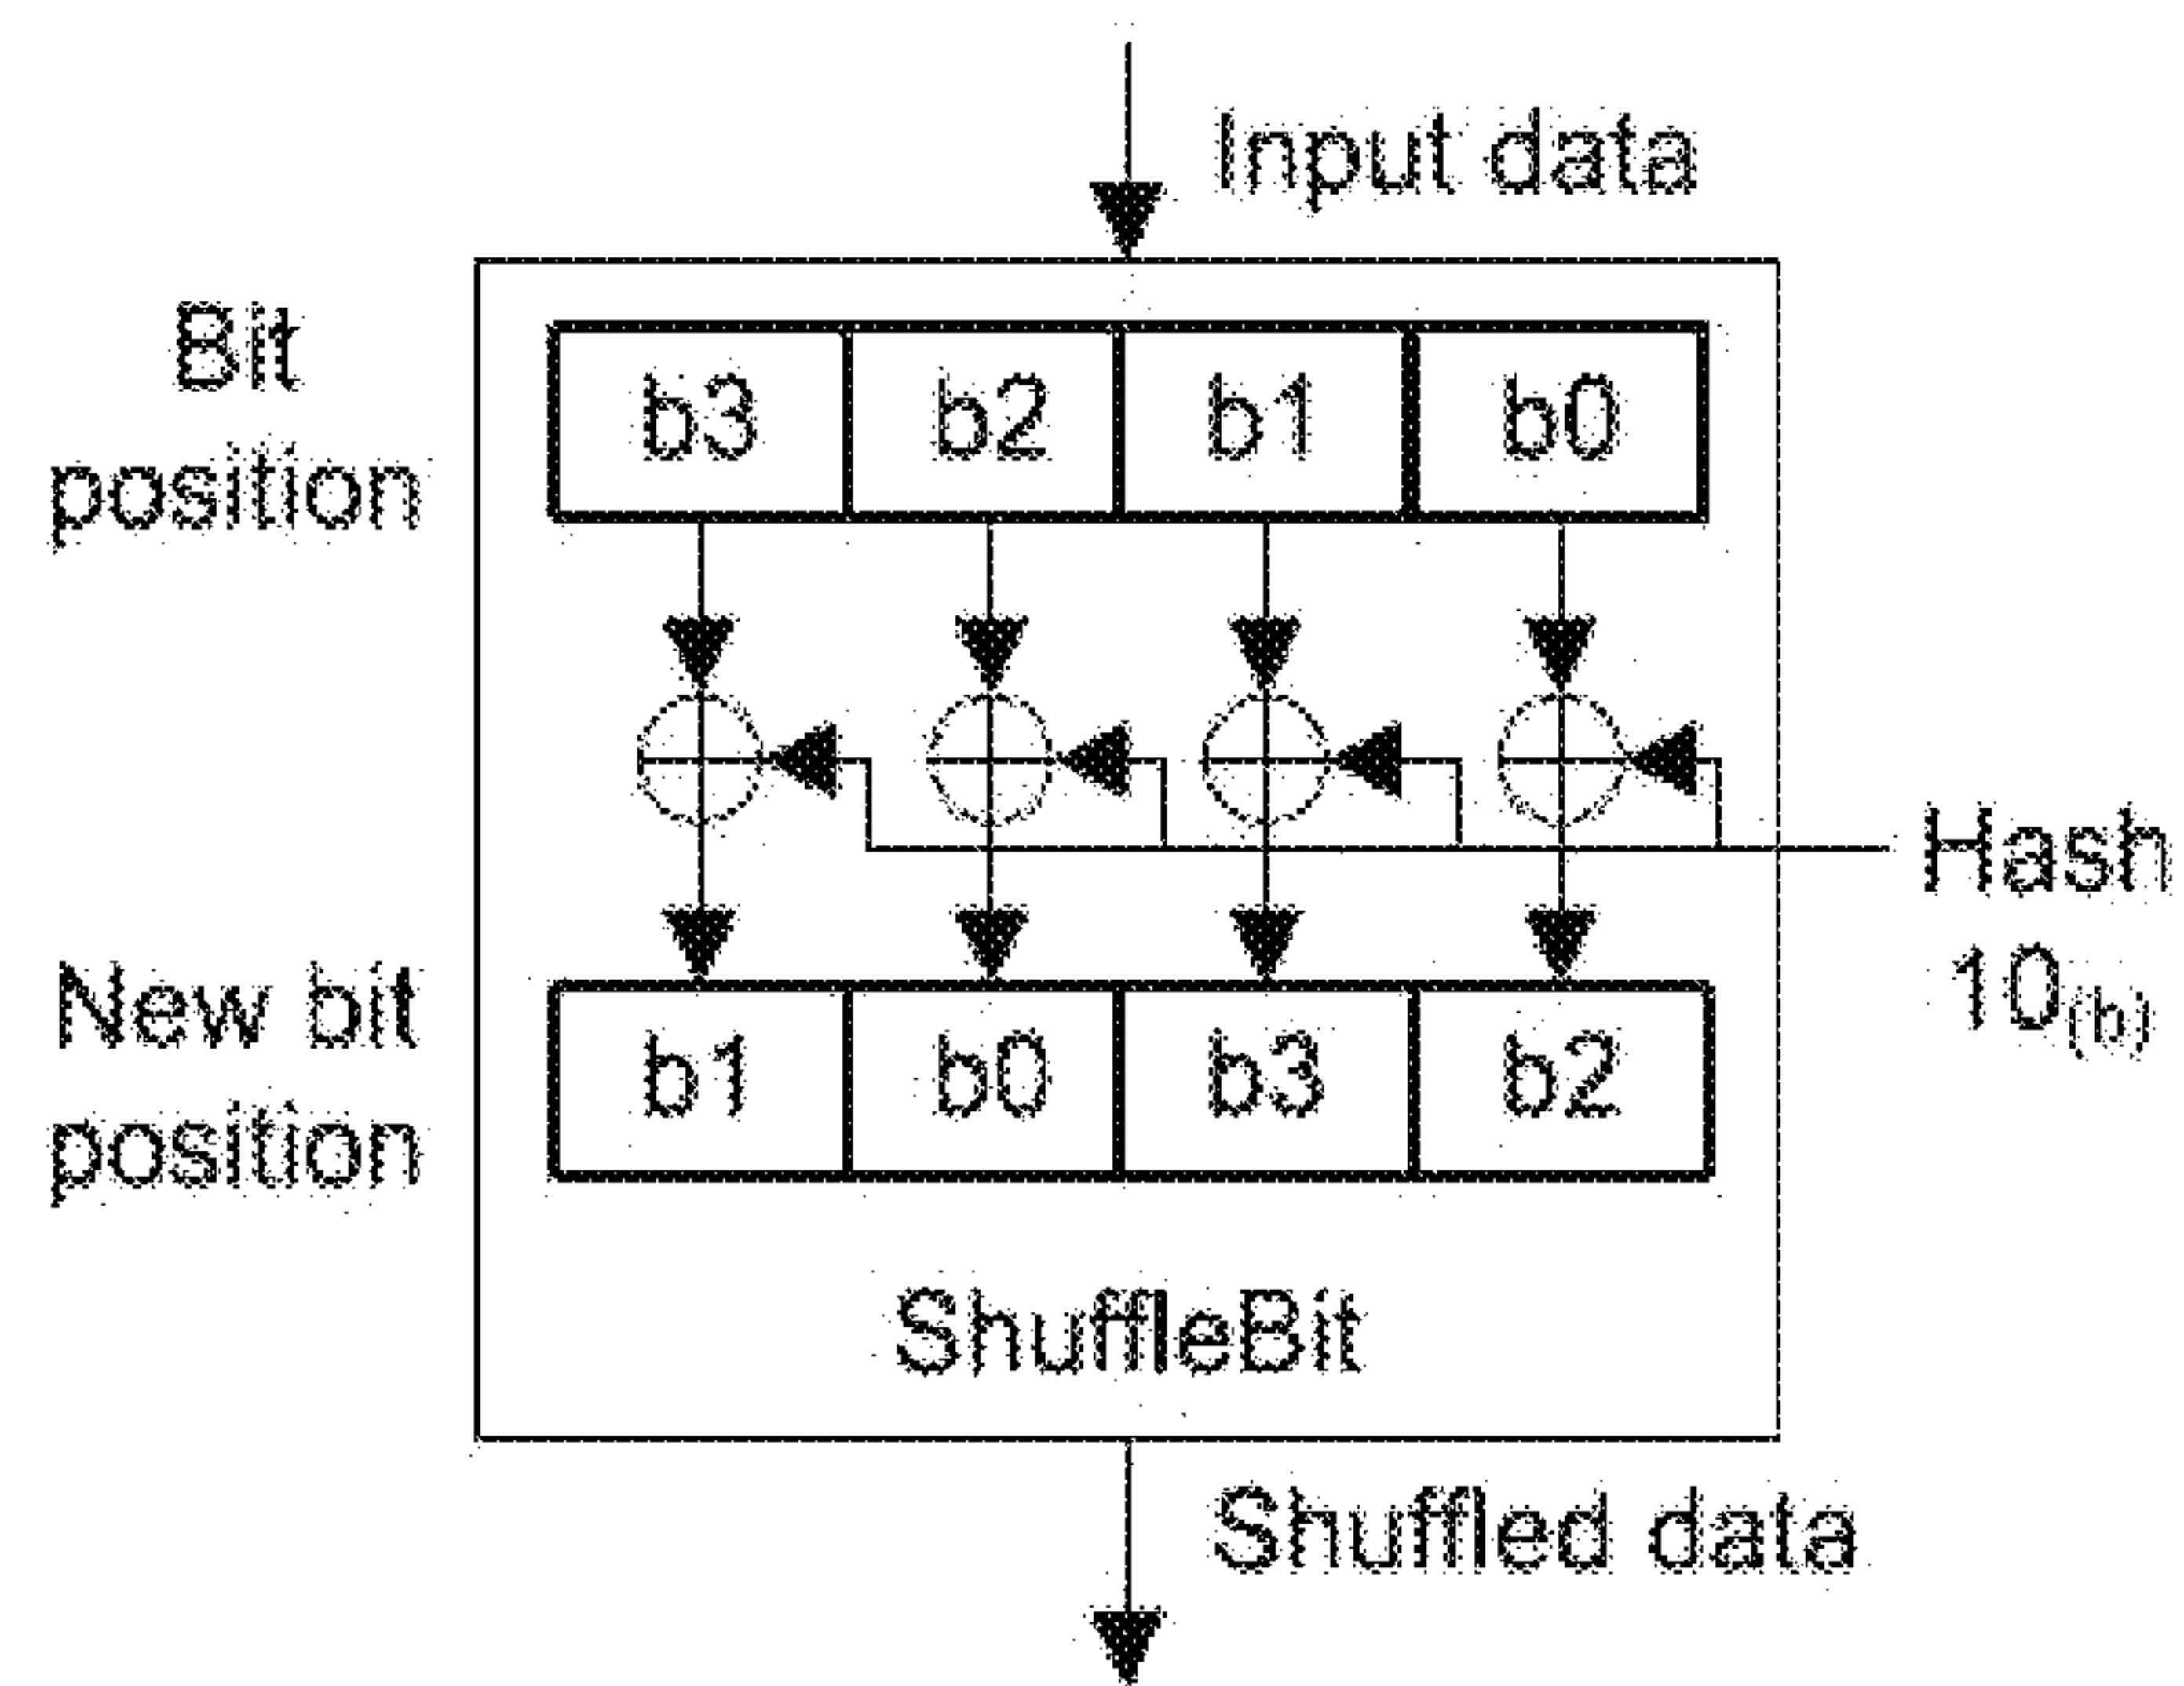 Input data
Bit
position
b3 b2 b1 b0
Hash
10(b)
New bit
position
b1 b0 b3 b2
ShuffleBit
Shuffled data